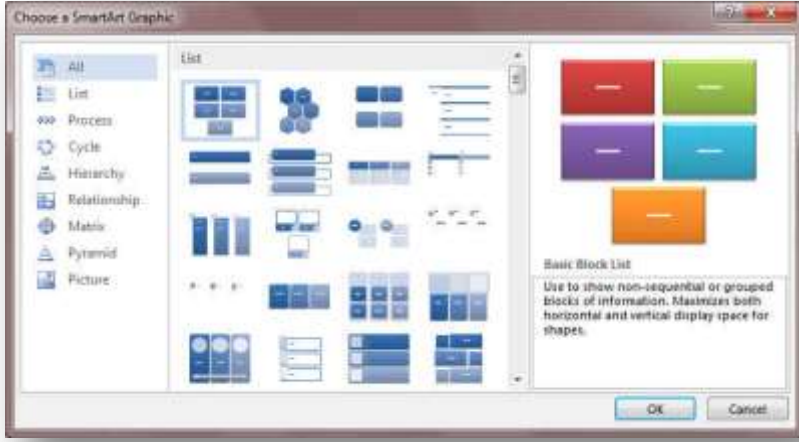 Choose a SmartArt Graphic
All
List
Process
Cycle
Hierarchy
Relationship
Matrix
Pyramid
Picture
List
Basic Block List
Use to show non-sequential or grouped
blocks of information. Maximizes both
horizontal and vertical display space for
shapes.
OK
Cancel